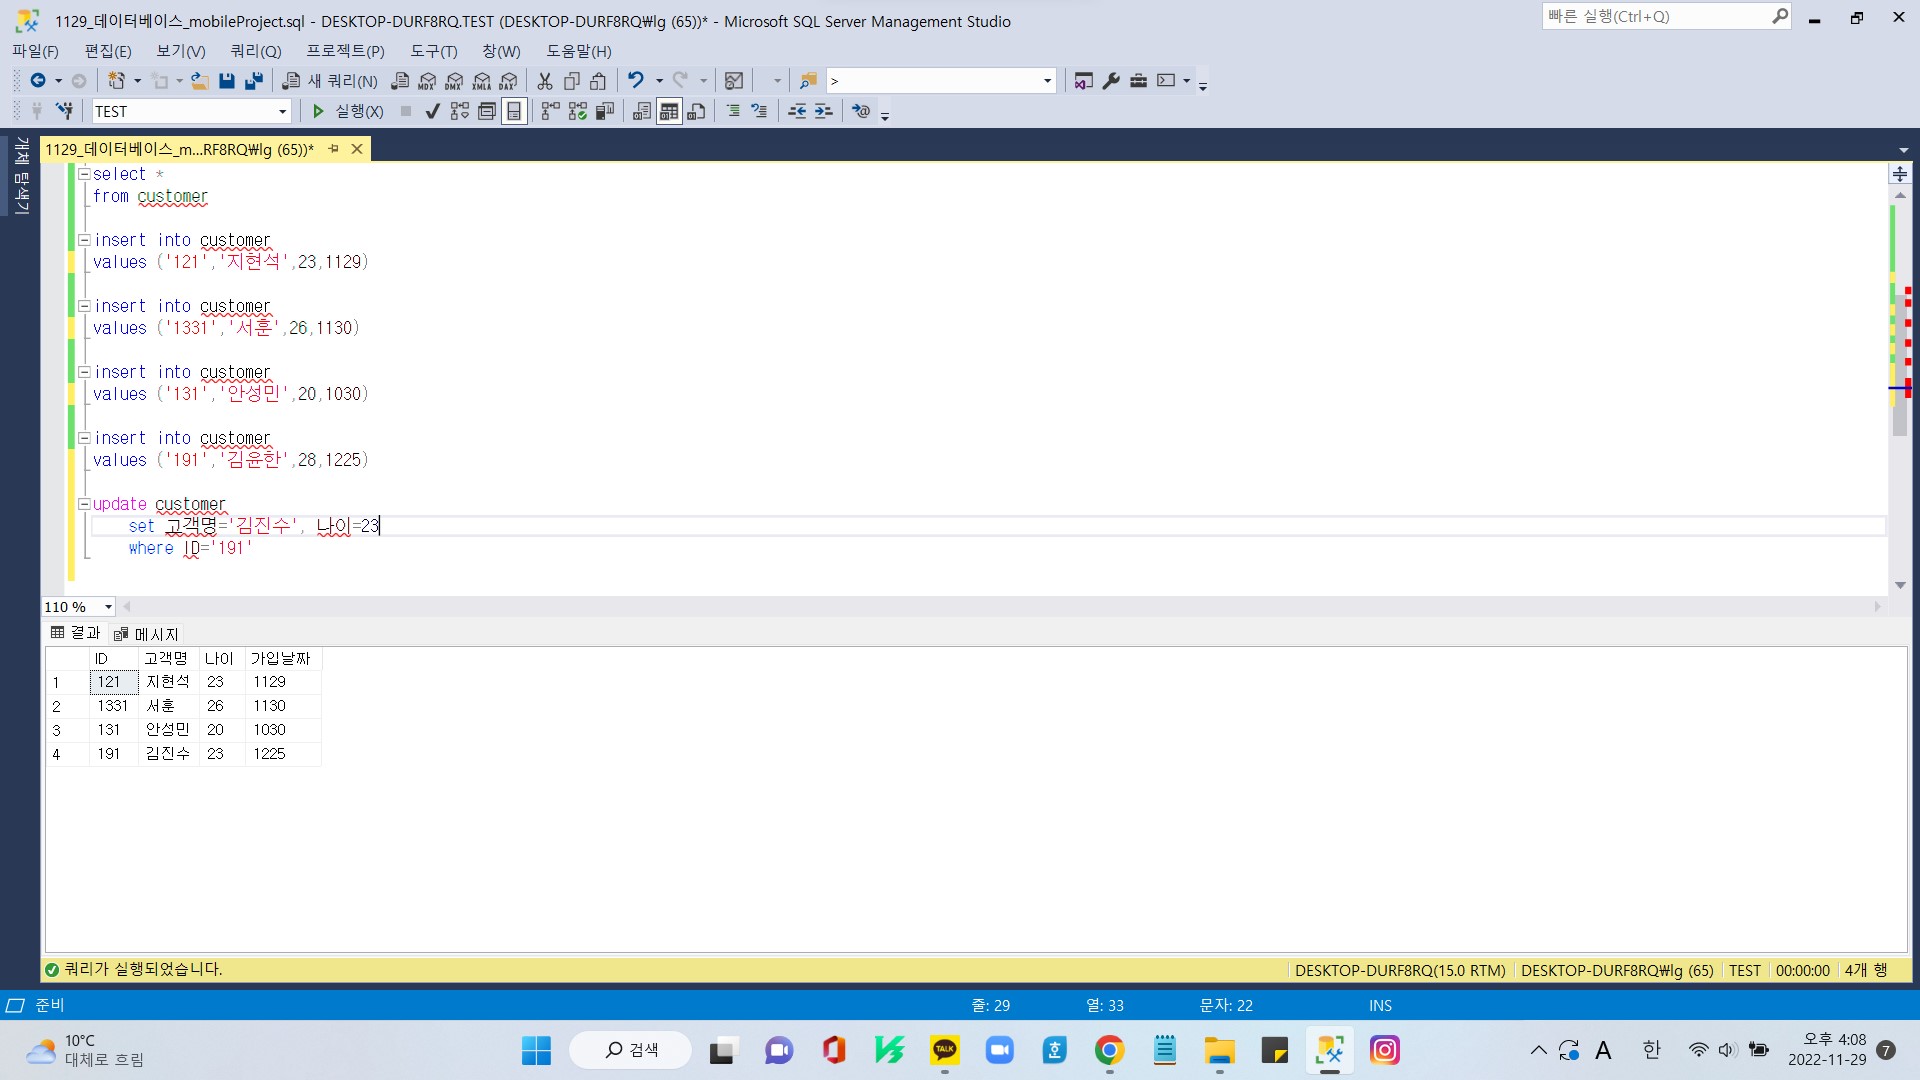 1129_데이터베이스_mobileProject.sql - DESKTOP-DURF8RQ.TEST (DESKTOP-DURF8RQ₩lg (65))* - Microsoft SQL Server Management Studio
빠른 실행(Ctrl+Q)
파일(F) 편집(E) 보기(V) 쿼리(Q) 프로젝트(P) 도구(T) 창(W) 도움말(H)
새 쿼리(N) MDX DMX XMLA DAX >
TEST 실행(X)
개체 탐색기
1129_데이터베이스_m...RF8RQ₩lg (65))*
select *
from customer
insert into customer
values ('121','지현석',23,1129)
insert into customer
values ('1331','서훈',26,1130)
insert into customer
values ('131','안성민',20,1030)
insert into customer
values ('191','김윤한',28,1225)
update customer
set 고객명='김진수', 나이=23
where ID='191'
110 %
결과 메시지
ID 고객명 나이 가입날짜
1 121 지현석 23 1129
2 1331 서훈 26 1130
3 131 안성민 20 1030
4 191 김진수 23 1225
쿼리가 실행되었습니다. DESKTOP-DURF8RQ(15.0 RTM) DESKTOP-DURF8RQ₩lg (65) TEST 00:00:00 4개 행
준비 줄: 29 열: 33 문자: 22 INS
10°C
대체로 흐림
검색
TALK
A 한
오후 4:08
2022-11-29
7